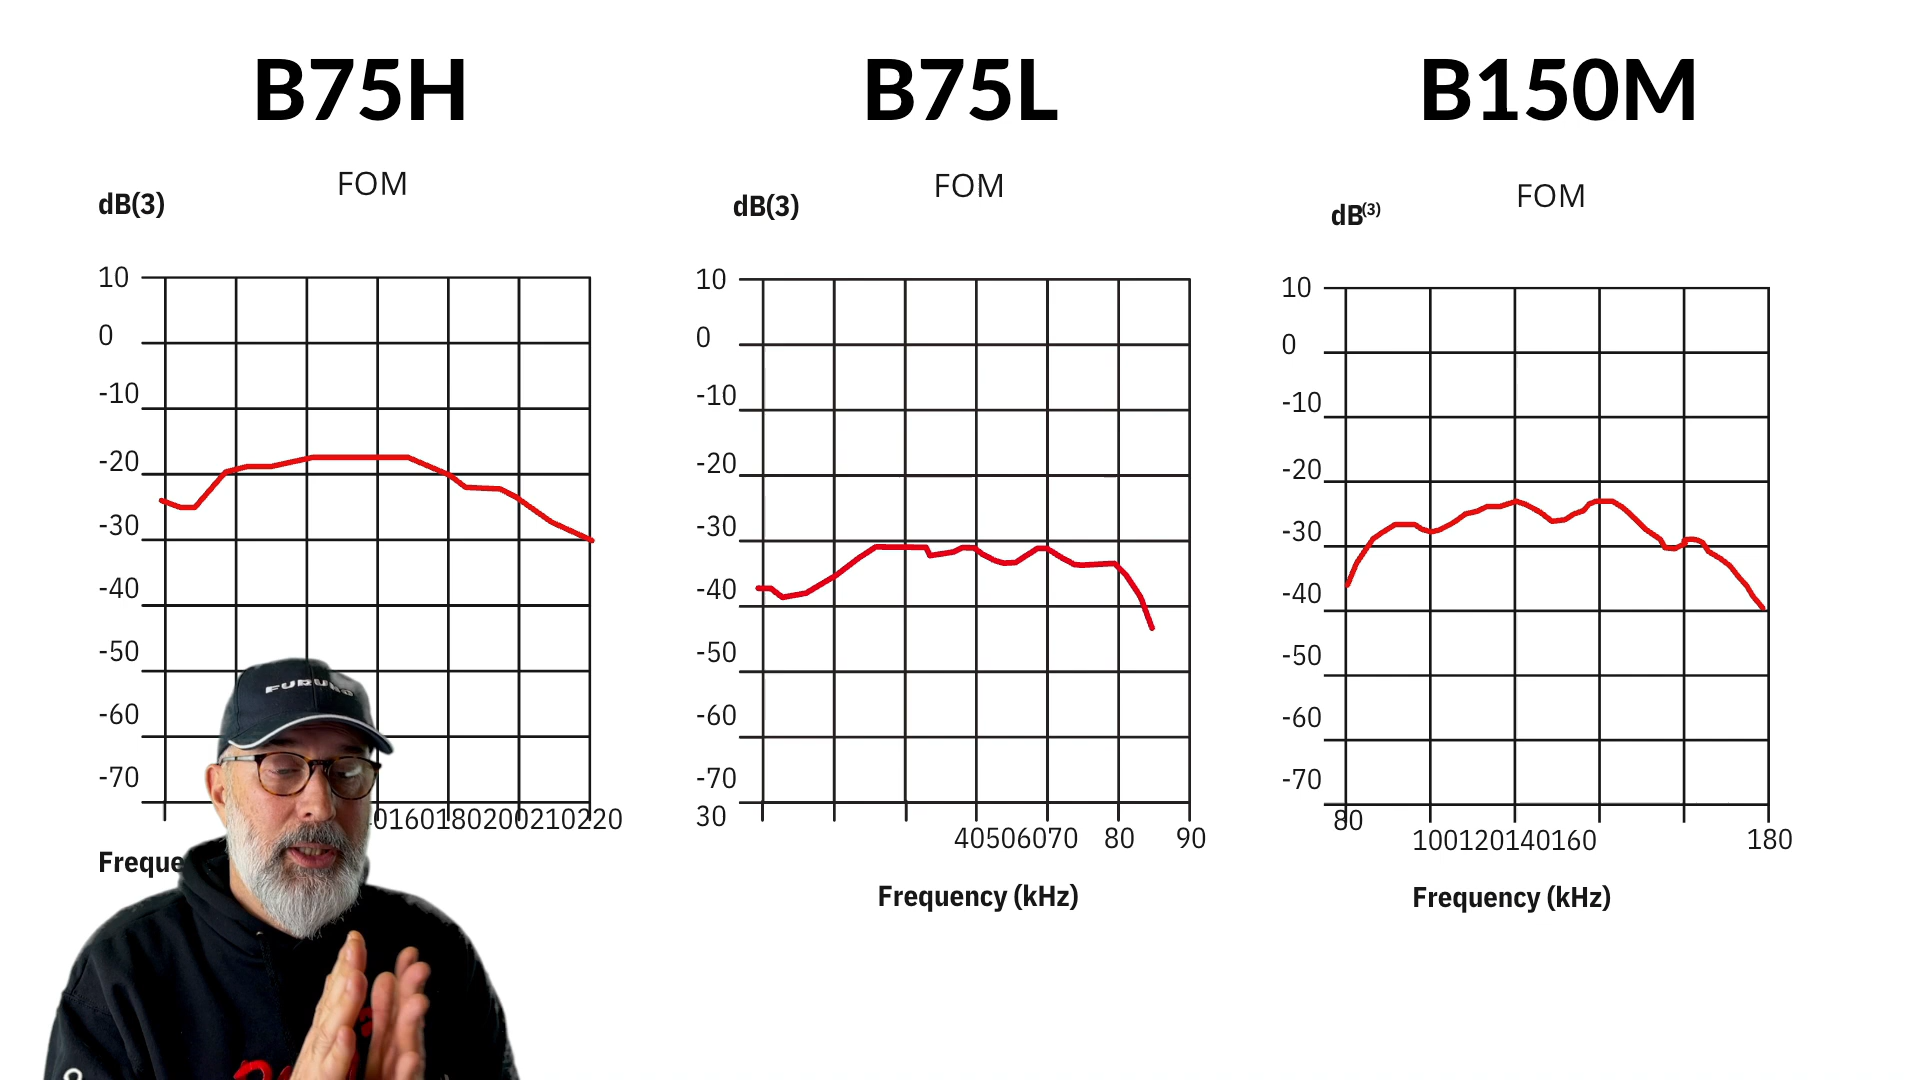 B75H
FOM
dB(3)
10
0
-10
-20
-30
-40
-50
-60
-70
0160180200210220
Freque
B75L
FOM
dB(3)
10
0
-10
-20
-30
-40
-50
-60
-70
30
40506070 80 90
Frequency (kHz)
B150M
FOM
dB(3)
10
0
-10
-20
-30
-40
-50
-60
-70
80
100120140160 180
Frequency (kHz)
FURUNO